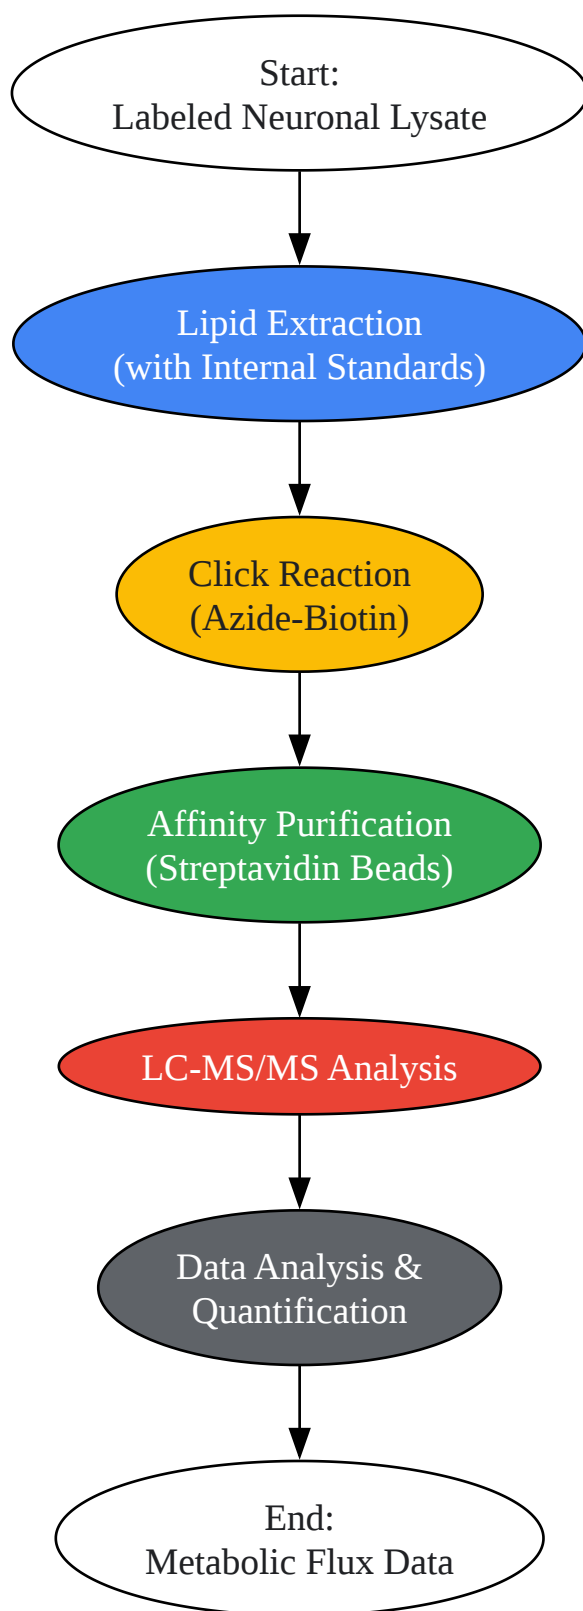 Start:
Labeled Neuronal Lysate
Lipid Extraction
(with Internal Standards)
Click Reaction
(Azide-Biotin)
Affinity Purification
(Streptavidin Beads)
LC-MS/MS Analysis
Data Analysis &
Quantification
End:
Metabolic Flux Data